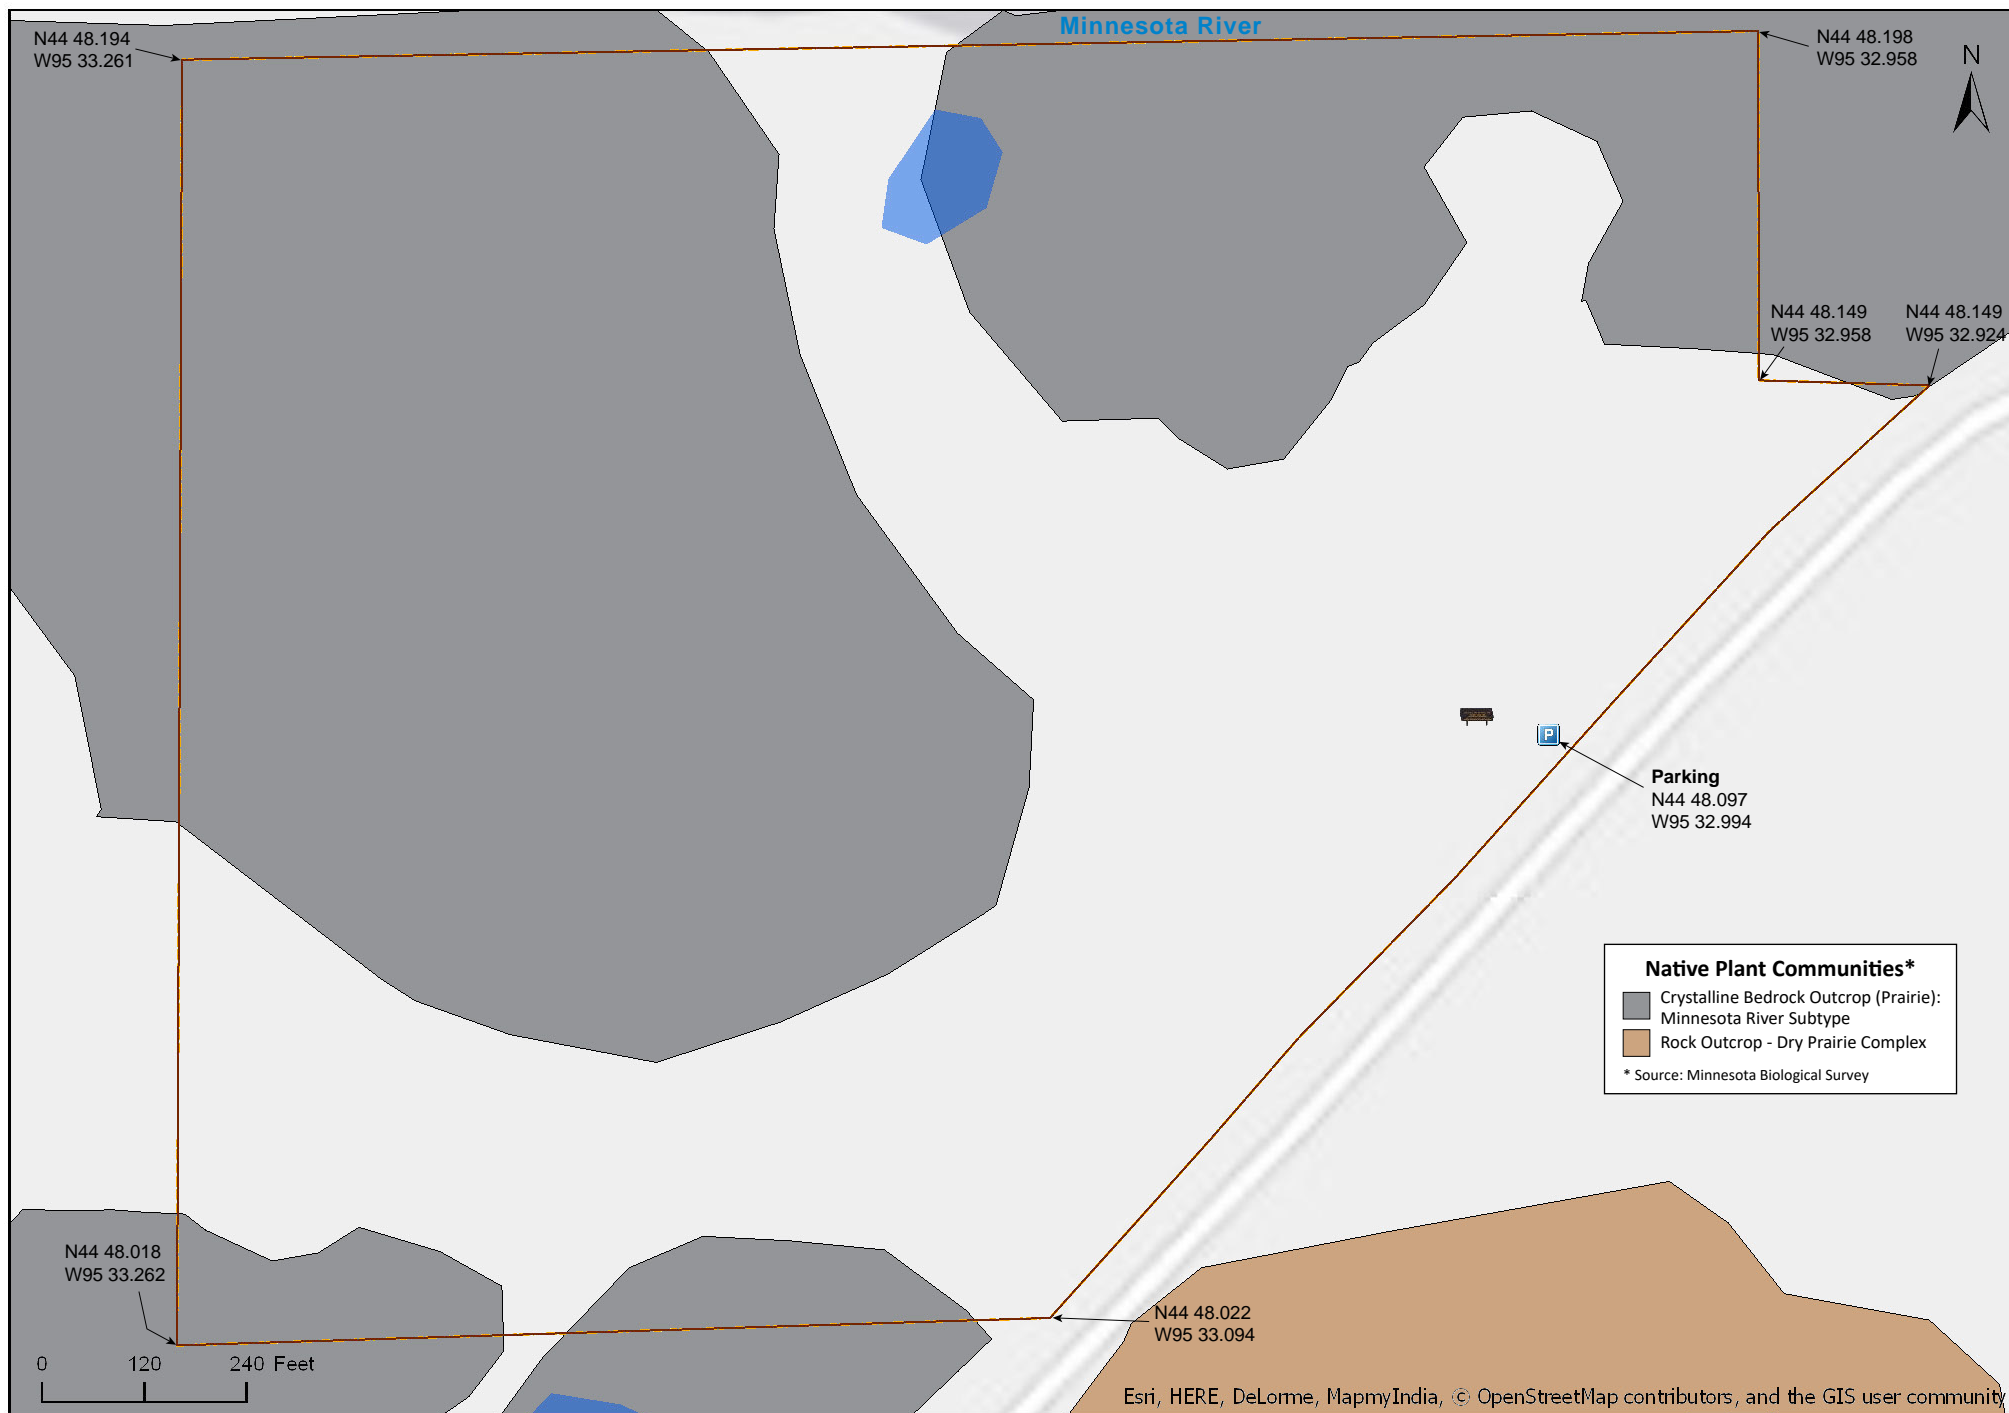 Minnesota River
N44 48.194
W95 33.261
N44 48.198
W95 32.958
N
N44 48.149
W95 32.958
N44 48.149
W95 32.924
P
Parking
N44 48.097
W95 32.994
Native Plant Communities*
Crystalline Bedrock Outcrop (Prairie):
Minnesota River Subtype
Rock Outcrop - Dry Prairie Complex
* Source: Minnesota Biological Survey
N44 48.018
W95 33.262
N44 48.022
W95 33.094
0 120 240 Feet
Esri, HERE, DeLorme, MapmyIndia, © OpenStreetMap contributors, and the GIS user community